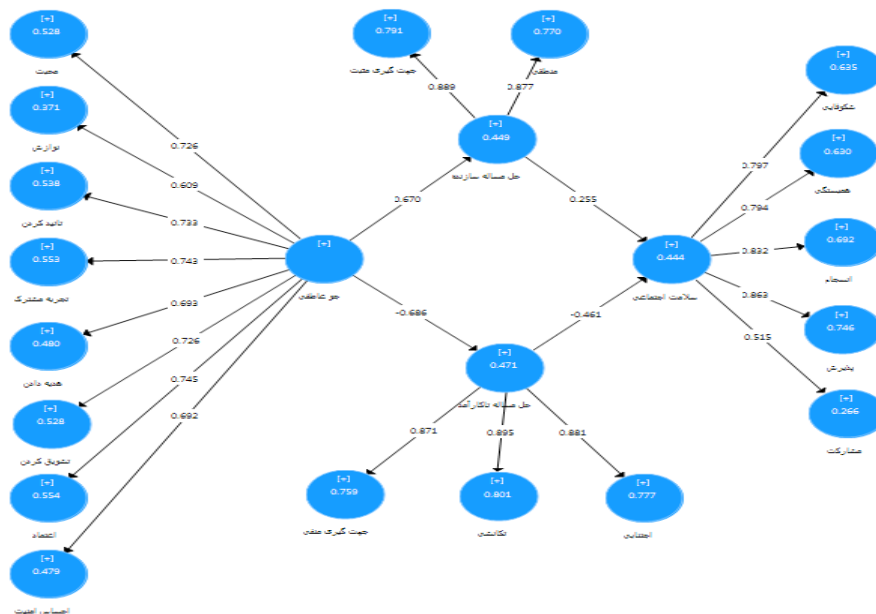 [+]
0.528
محبت
[+]
0.371
نوازش
[+]
0.538
تائید کردن
[+]
0.553
تجربه مشترک
[+]
0.480
هدیه دادن
[+]
0.528
تشویق کردن
[+]
0.554
اعتماد
[+]
0.479
احساس امنیت
0.726
0.609
0.733
0.743
0.693
0.726
0.745
0.692
[+]
جو عاطفی
0.670
-0.686
[+]
0.791
جهت گیری مثبت
[+]
0.770
منطقی
0.889
0.877
[+]
0.449
حل مساله سازنده
0.255
-0.461
[+]
0.471
حل مساله ناکارآمد
0.871
0.895
0.881
[+]
0.759
جهت گیری منفی
[+]
0.801
تکانشی
[+]
0.777
اجتنابی
[+]
0.444
سلامت اجتماعی
0.797
0.794
0.832
0.863
0.515
[+]
0.635
شکوفایی
[+]
0.630
همبستگی
[+]
0.692
انسجام
[+]
0.746
پذیرش
[+]
0.266
مشارکت